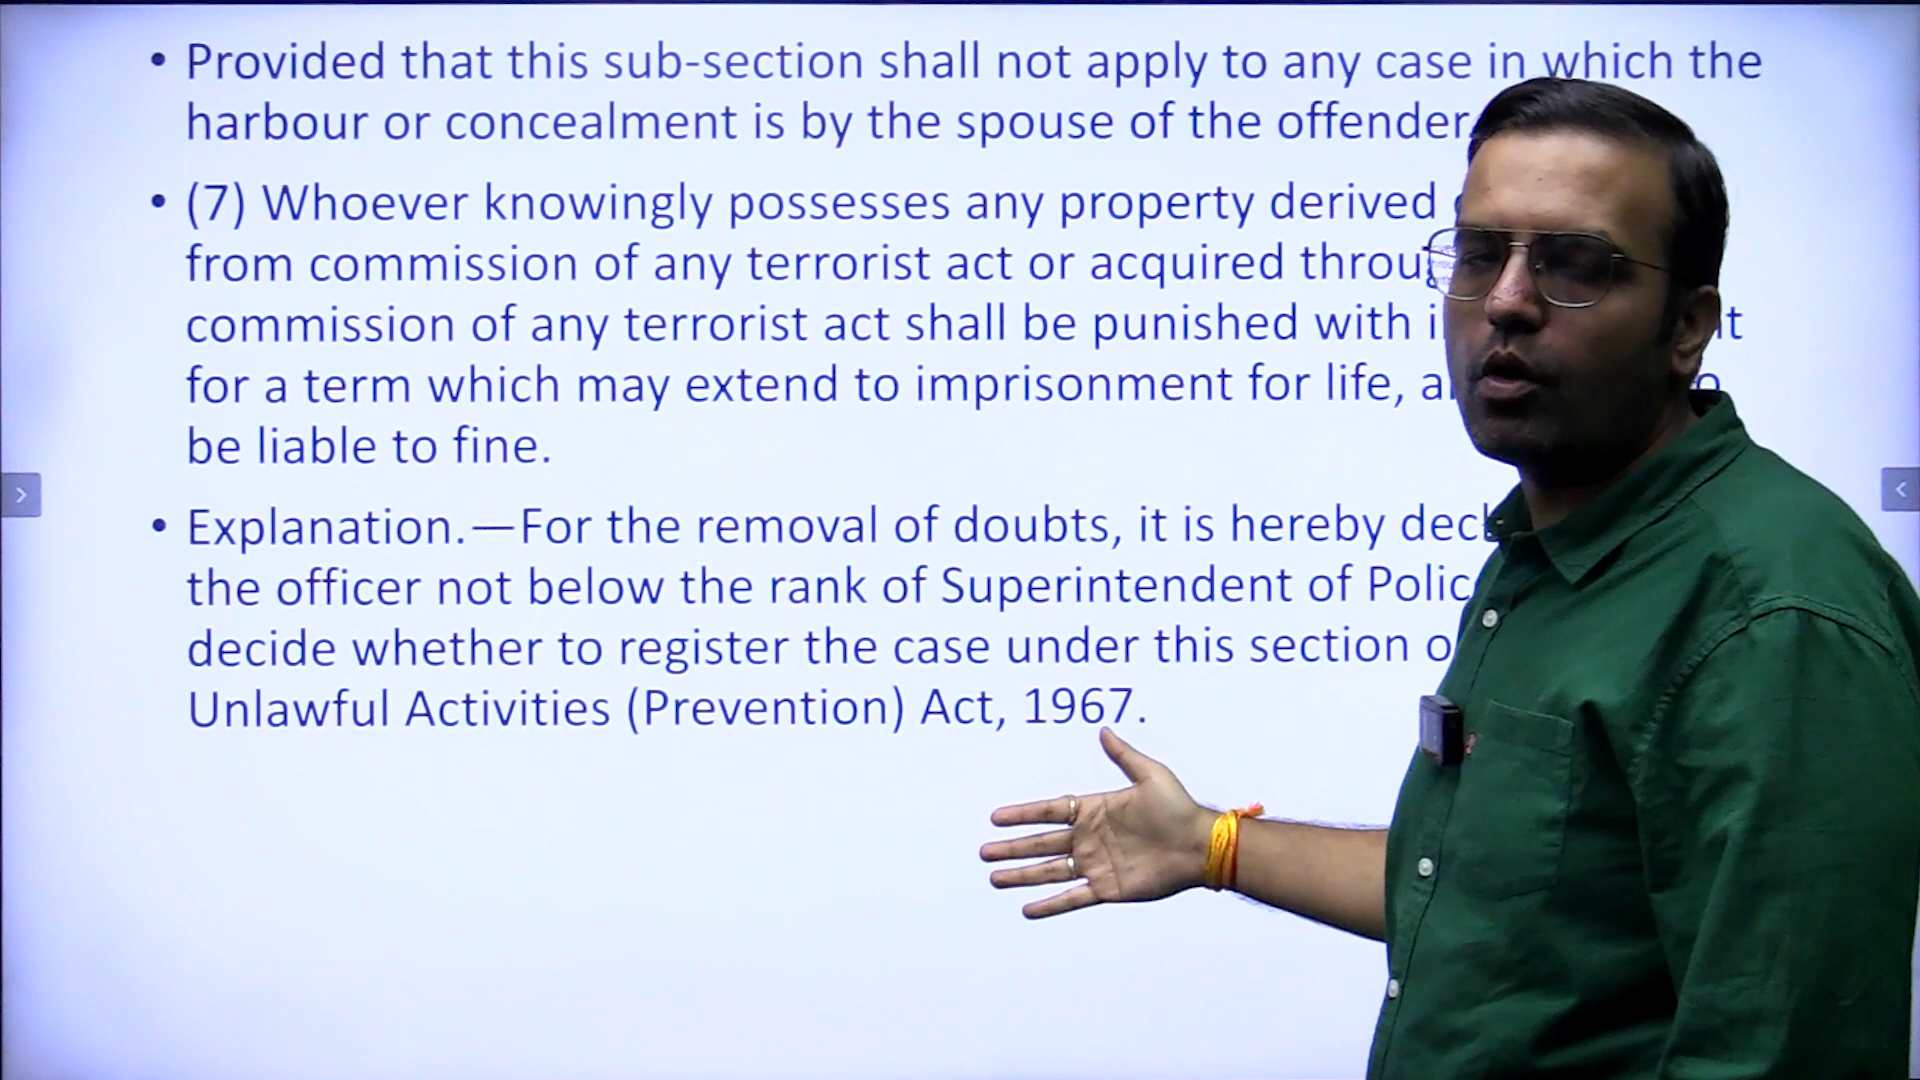 • Provided that this sub-section shall not apply to any case in which the
harbour or concealment is by the spouse of the offender.
• (7) Whoever knowingly possesses any property derived
from commission of any terrorist act or acquired
commission of any terrorist act shall be punished with
for a term which may extend to imprisonment for life,
be liable to fine.
• Explanation.—For the removal of doubts, it is hereby
the officer not below the rank of Superintendent of
decide whether to register the case under this section
Unlawful Activities (Prevention) Act, 1967.